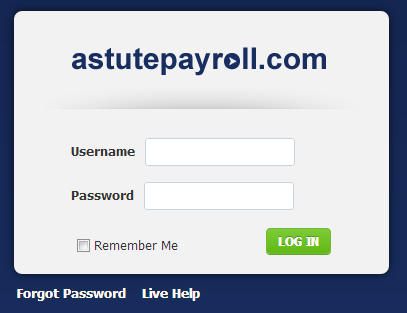 astutepayroll.com
Username
Password
Remember Me
LOG IN
Forgot Password
Live Help